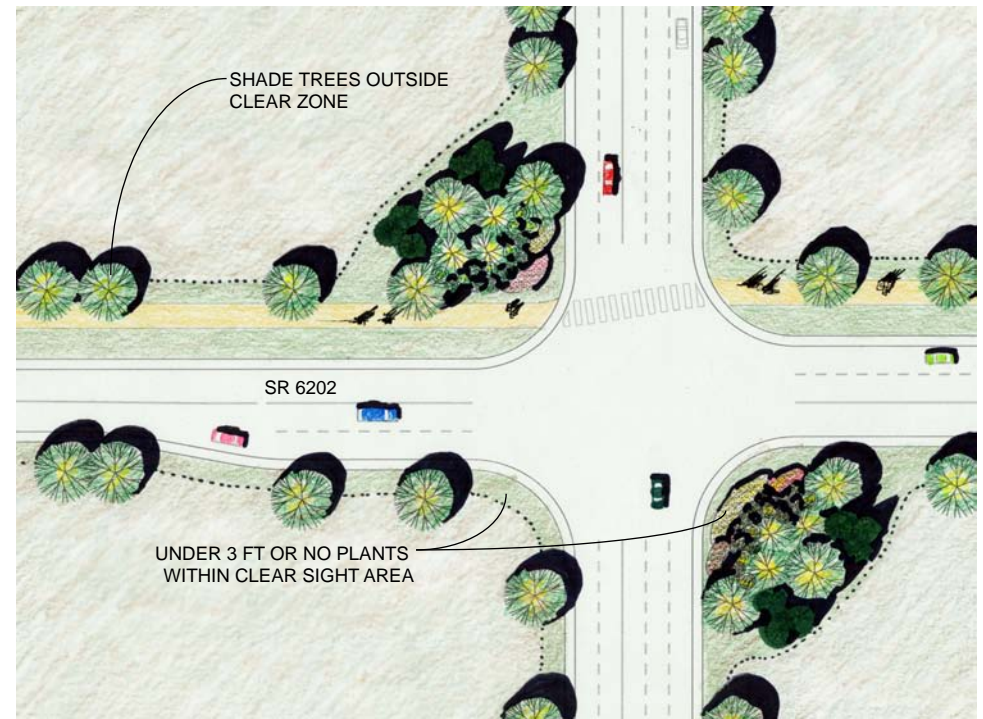 SHADE TREES OUTSIDE
CLEAR ZONE
SR 6202
UNDER 3 FT OR NO PLANTS
WITHIN CLEAR SIGHT AREA